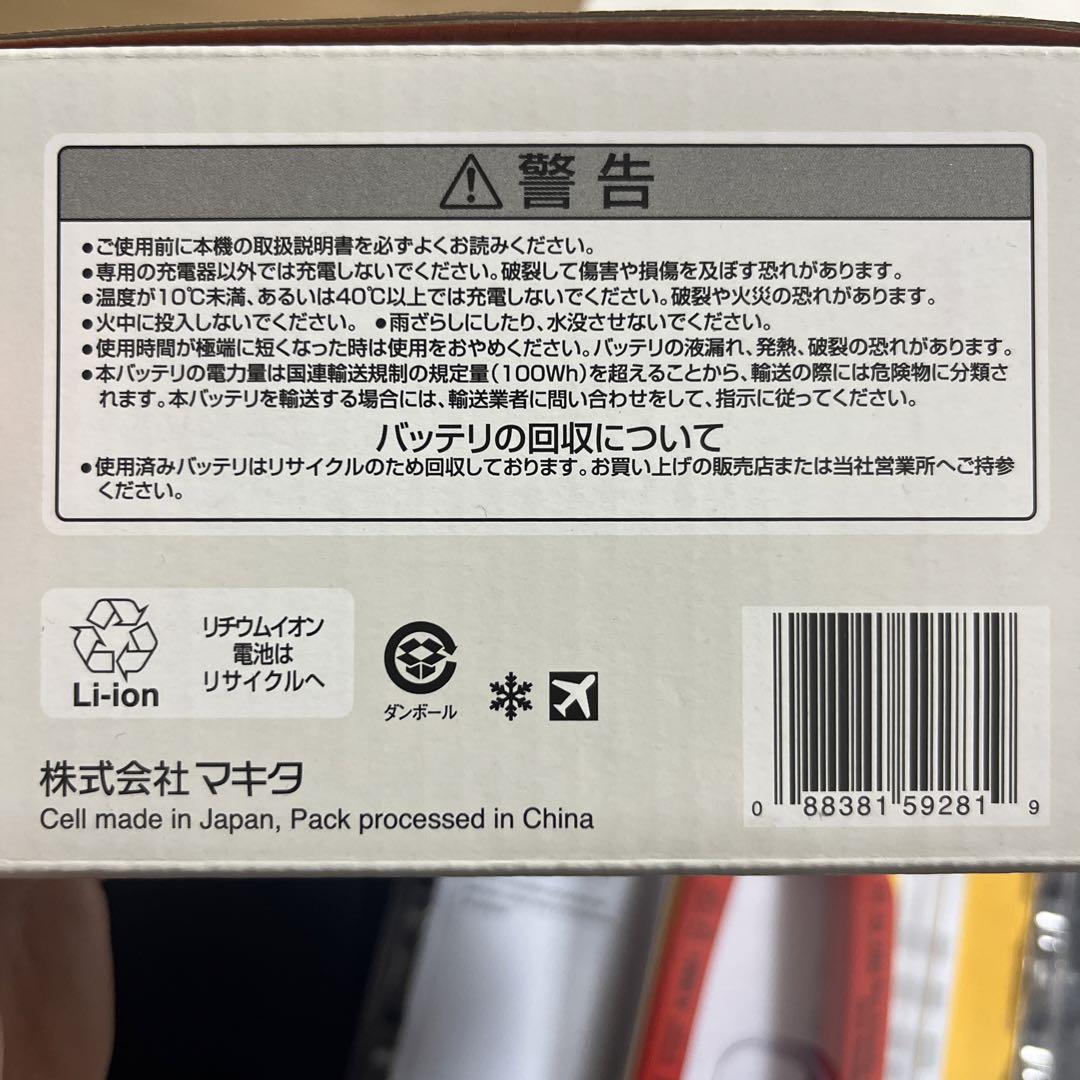 警告
●ご使用前に本機の取扱説明書を必ずよくお読みください。
●専用の充電器以外では充電しないでください。破裂して傷害や損傷を及ぼす恐れがあります。
●温度が10℃未満、あるいは40℃以上では充電しないでください。破裂や火災の恐れがあります。
●火中に投入しないでください。 ●雨ざらしにしたり、水没させないでください。
●使用時間が極端に短くなった時は使用をおやめください。バッテリの液漏れ、発熱、破裂の恐れがあります。
●本バッテリの電力量は国連輸送規制の規定量(100Wh)を超えることから、輸送の際には危険物に分類さ
れます。本バッテリを輸送する場合には、輸送業者に問い合わせをして、指示に従ってください。
バッテリの回収について
●使用済みバッテリはリサイクルのため回収しております。お買い上げの販売店または当社営業所へご持参
ください。
リチウムイオン
電池は
リサイクルへ
Li-ion
ダンボール
株式会社マキタ
Cell made in Japan, Pack processed in China
0 88381 59281 9